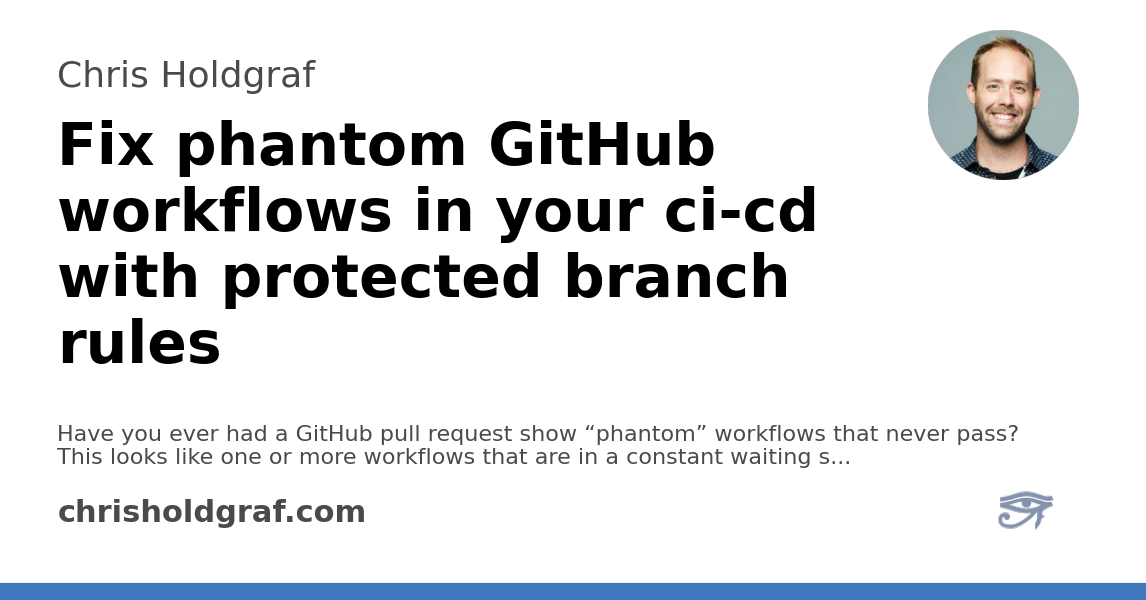 Chris Holdgraf
Fix phantom GitHub
workflows in your ci-cd
with protected branch
rules
Have you ever had a GitHub pull request show “phantom” workflows that never pass?
This looks like one or more workflows that are in a constant waiting s...
chrisholdgraf.com